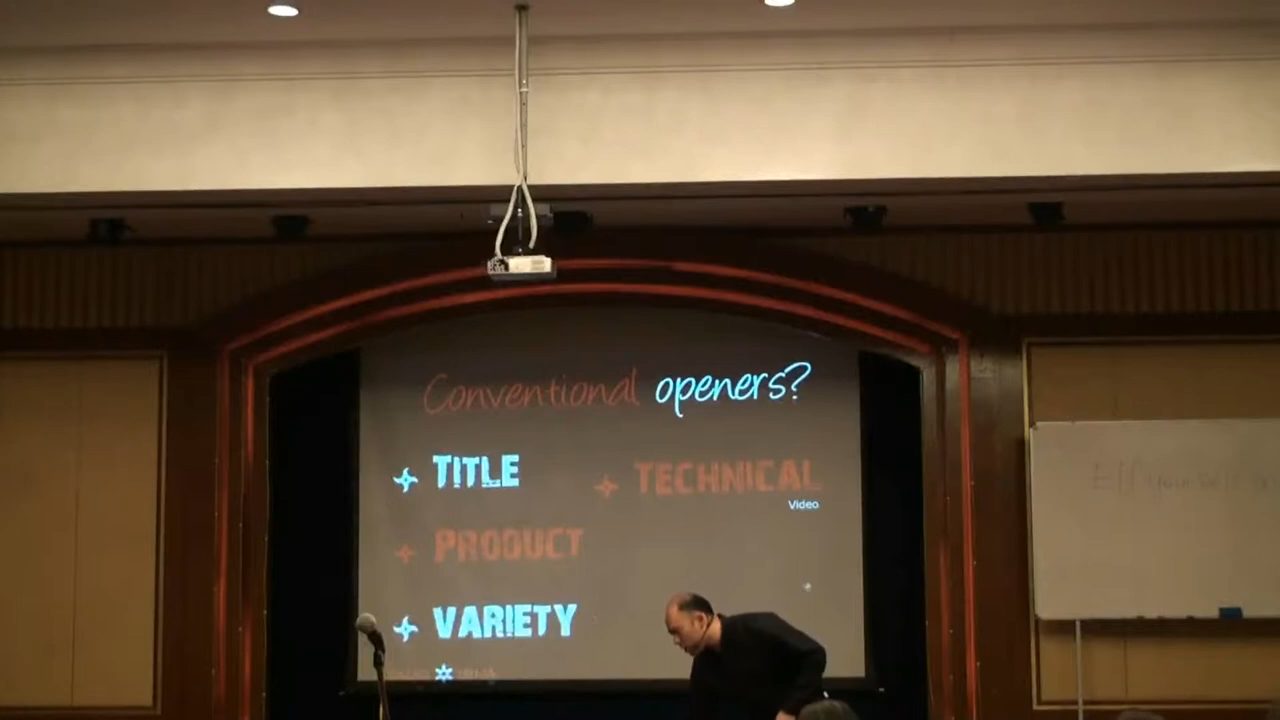 Conventional openers?
TITLE
TECHNICAL
Video
PRODUCT
VARIETY